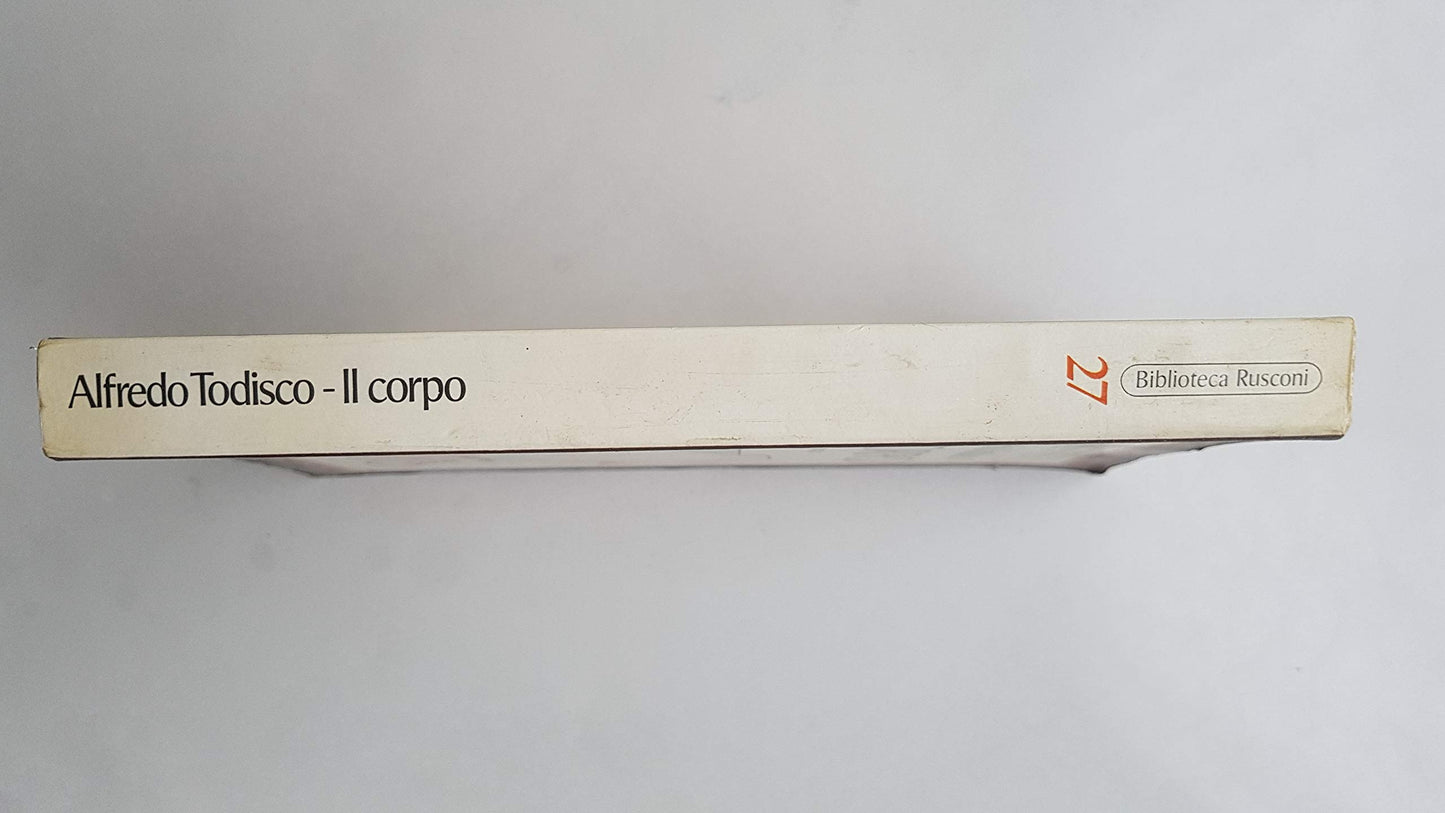 Alfredo Todisco - Il corpo
27
Biblioteca Rusconi